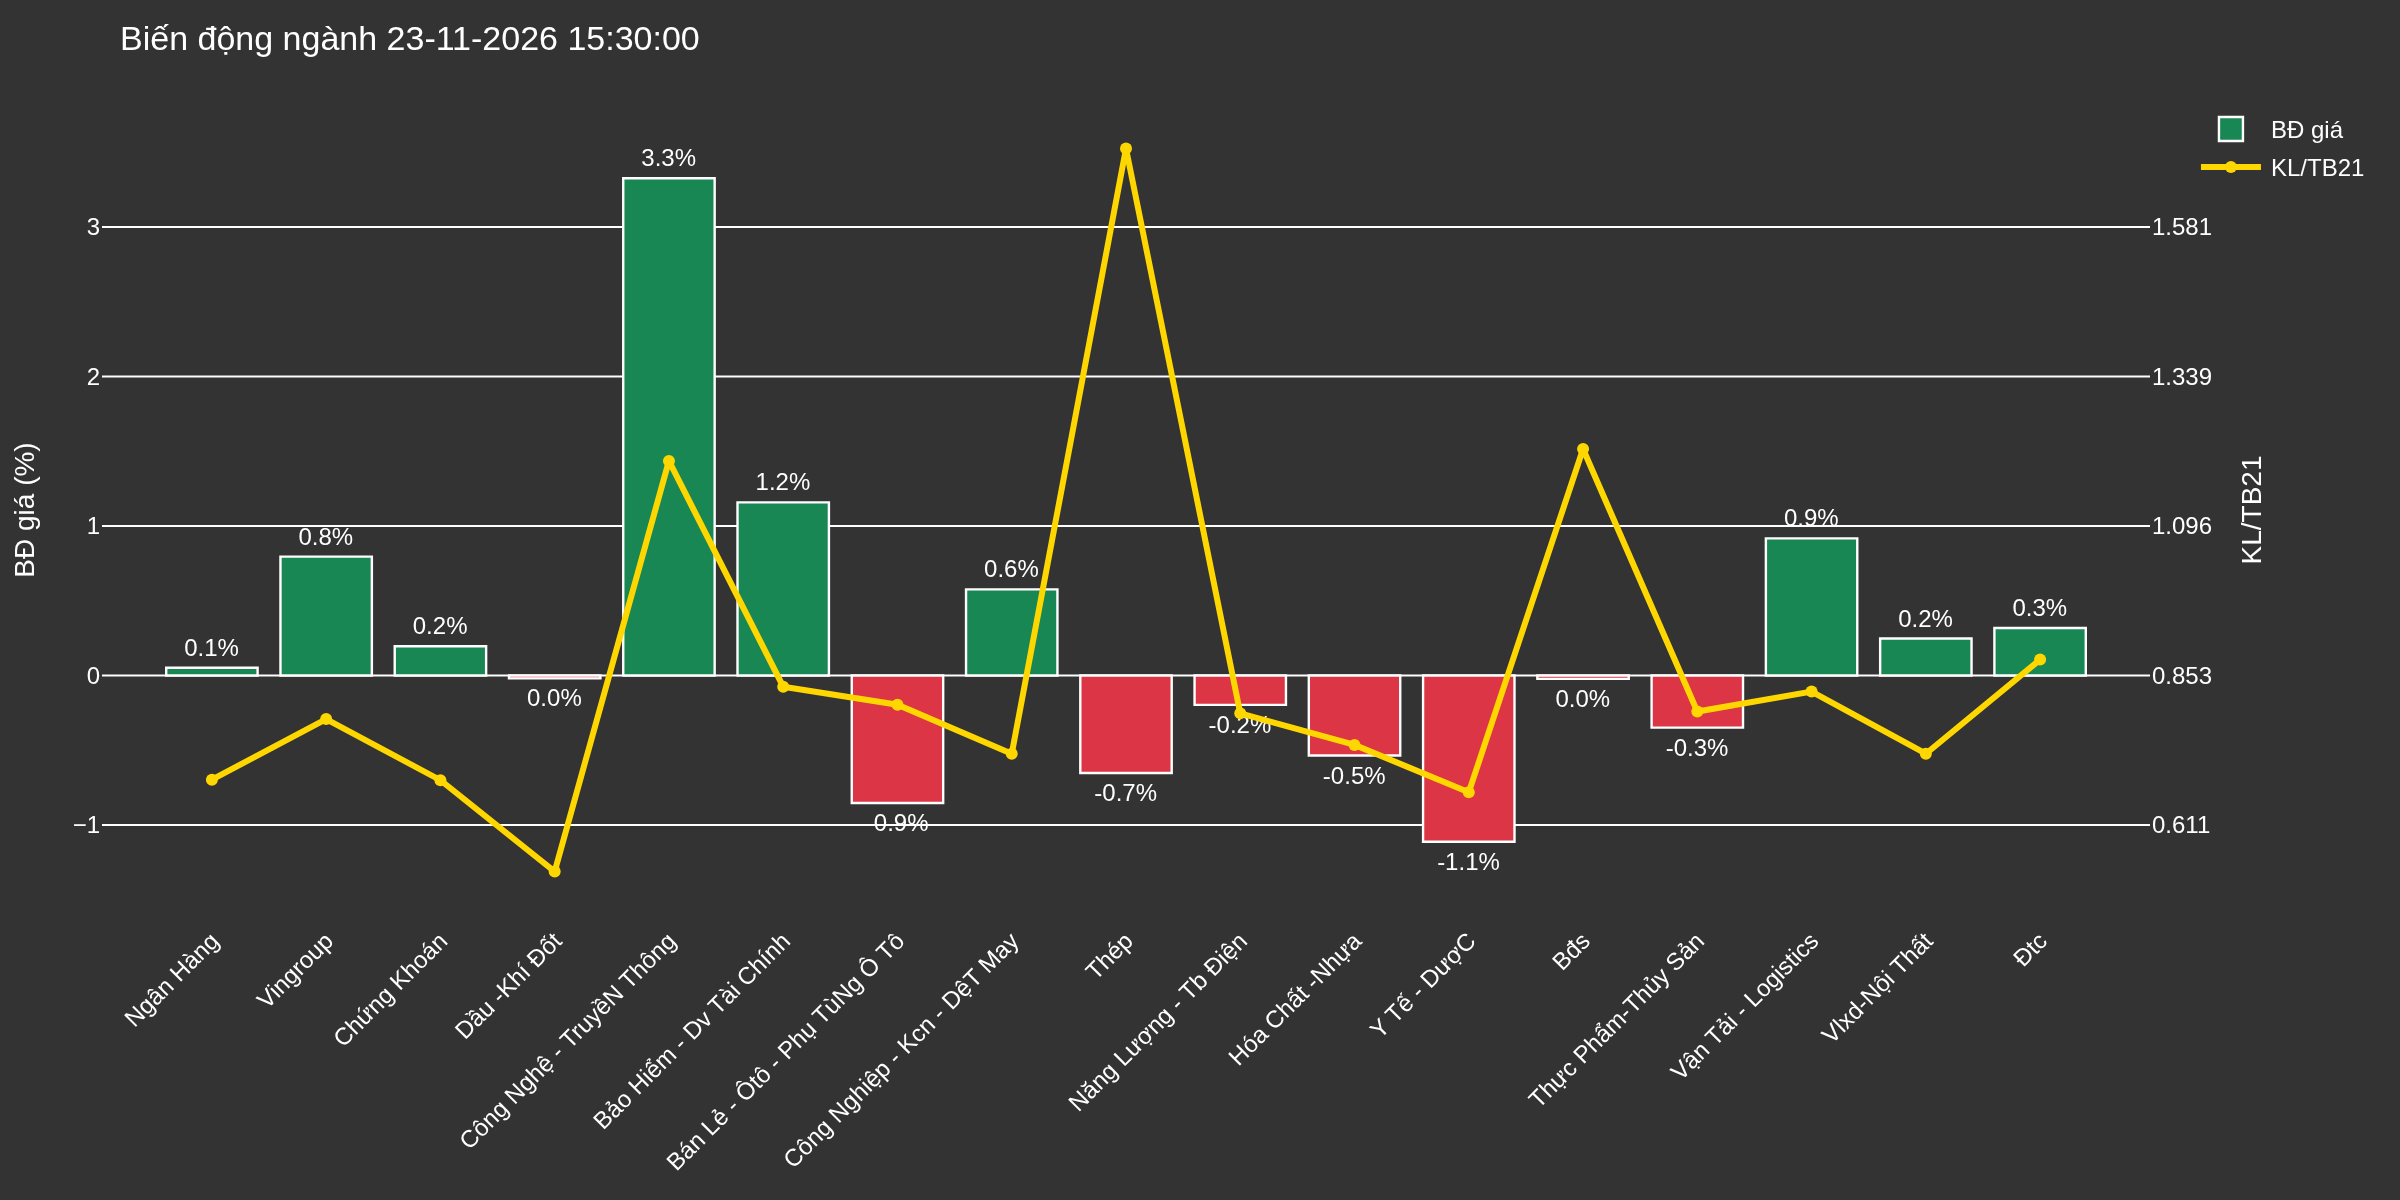 Biến động ngành 23-11-2026 15:30:00
BĐ giá
KL/TB21
3.3%
3
1.581
2
1.339
1.2%
0.9%
1
1.096
0.8%
0.6%
0.3%
0.2%
0.2%
0.1%
0
0.853
0.0%
0.0%
-0.2%
-0.3%
-0.5%
-0.7%
−1
0.611
0.9%
-1.1%
BĐ giá (%)
KL/TB21
Ngân Hàng
Vingroup
Chứng Khoán
Dầu -Khí Đốt
Công Nghệ - TruyềN Thông
Bảo Hiểm - Dv Tài Chính
Bán Lẻ - Ôtô - Phụ TùNg Ô Tô
Công Nghiệp - Kcn - DệT May
Thép
Năng Lượng - Tb Điện
Hóa Chất -Nhựa
Y Tế - DượC
Bđs
Thực Phẩm-Thủy Sản
Vận Tải - Logistics
Vlxd-Nội Thất
Đtc